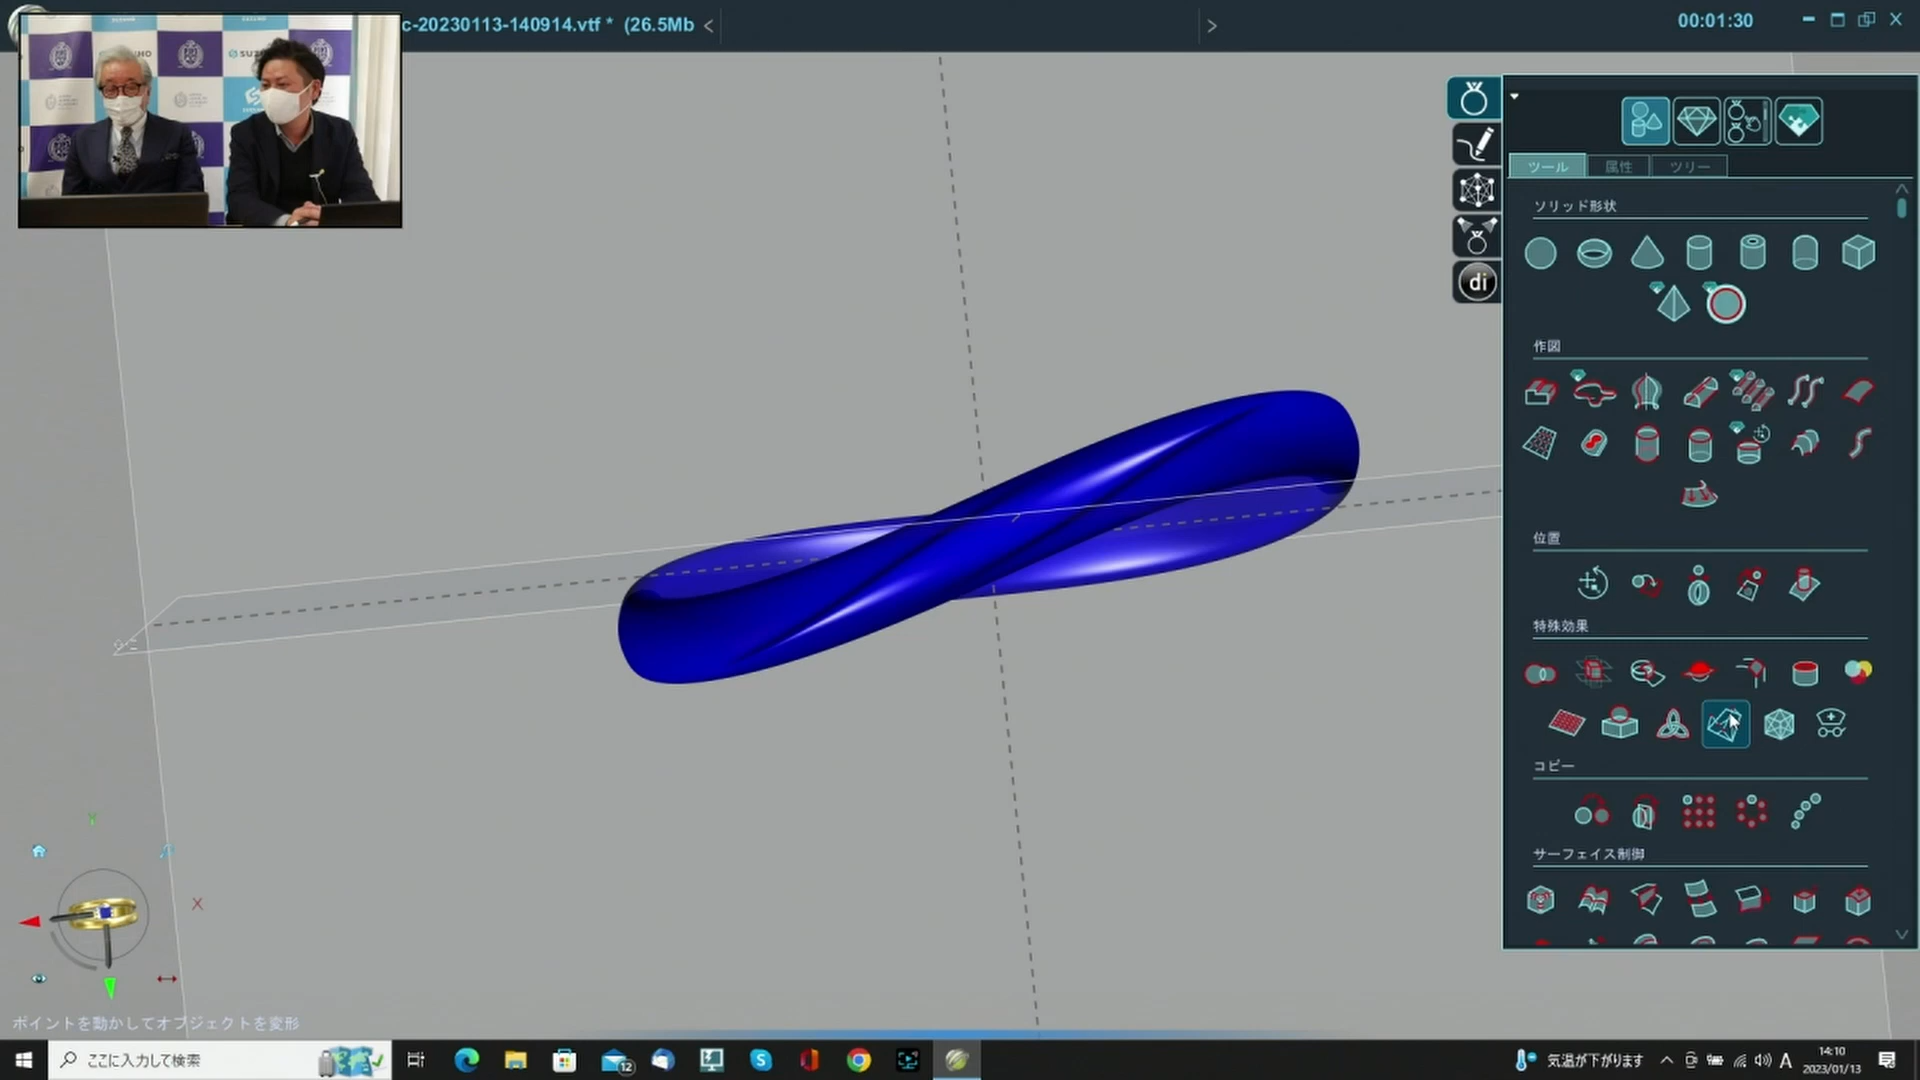 c-20230113-140914.vtf * (26.5Mb
00:01:30
di
ツール 属性 ツリー
ソリッド形状
作図
位置
特殊効果
コピー
サーフェイス制御
Y
X
ポイントを動かしてオブジェクトを変形
ここに入力して検索
12
気温が下がります
A
14:10
2023/01/13